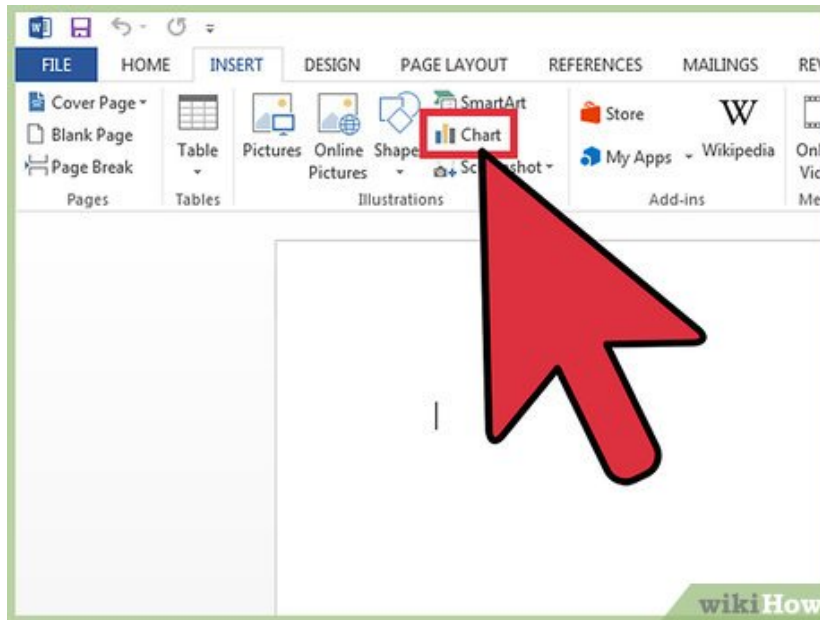 FILE HOME INSERT DESIGN PAGE LAYOUT REFERENCES MAILINGS
Cover Page
Blank Page
Page Break
Pages
Table
Tables
Pictures
Online
Pictures
SmartArt
Chart
Illustrations
Store
My Apps
W
Wikipedia
Add-ins
wikiHow